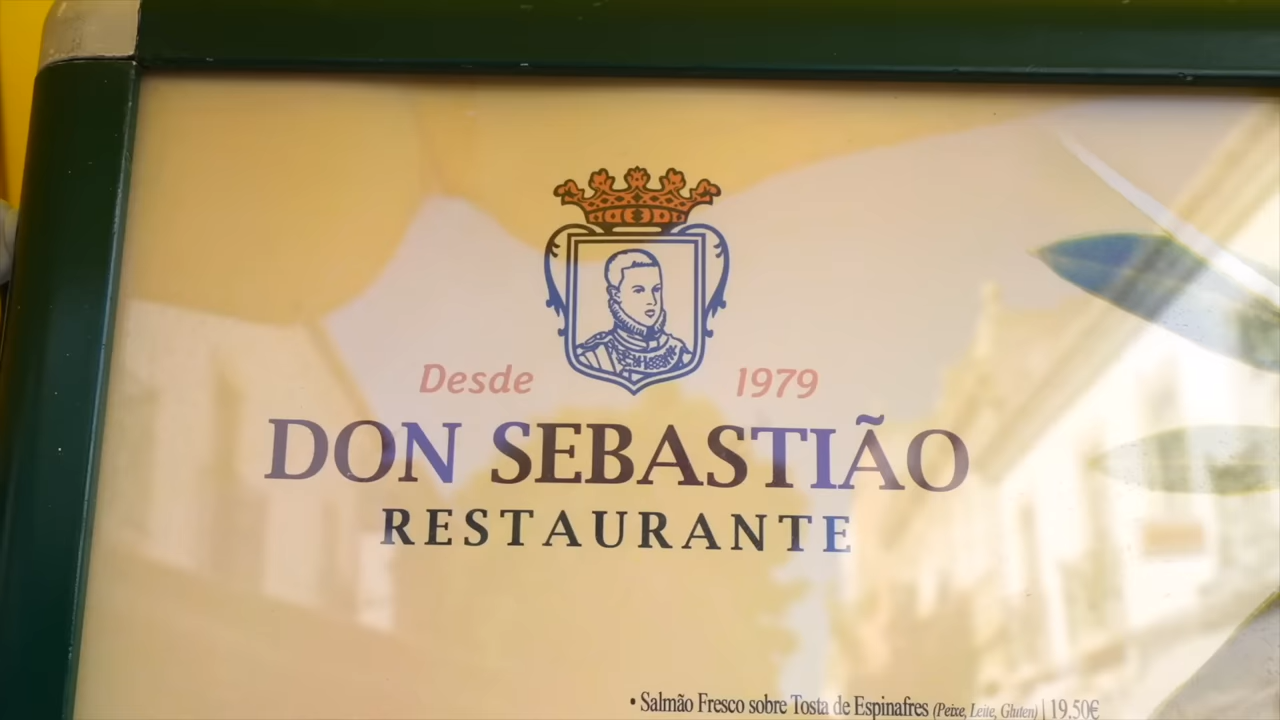 Desde 1979
DON SEBASTIÃO
RESTAURANTE
• Salmão Fresco sobre Tosta de Espinafres (Peixe, Leite, Gluten) | 19.50€